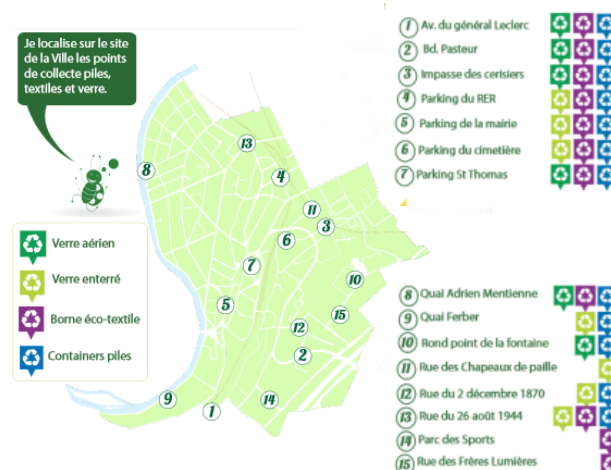 Je localise sur le site
de la Ville les points
de collecte piles,
textiles et verre.
1 Av. du général Leclerc
2 Bd. Pasteur
3 Impasse des cerisiers
4 Parking du RER
5 Parking de la mairie
6 Parking du cimetière
7 Parking St Thomas
13
8
4
11
3
6
7
10
5
15
12
2
9
1
14
Verre aérien
Verre enterré
Borne éco-textile
Containers piles
8 Quai Adrien Mentienne
9 Quai Ferber
10 Rond point de la fontaine
11 Rue des Chapeaux de paille
12 Rue du 2 décembre 1870
13 Rue du 26 août 1944
14 Parc des Sports
15 Rue des Frères Lumières